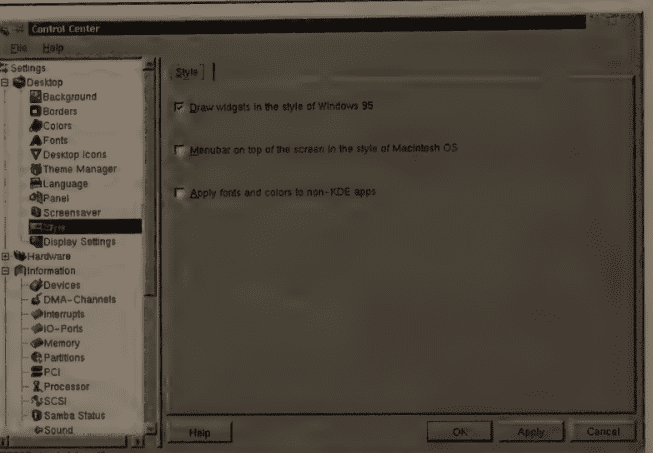 Control Center
File Help
Settings
Desktop
Background
Borders
Colors
Fonts
Desktop Icons
Theme Manager
Language
Panel
Screensaver
Style
Display Settings
Hardware
Information
Devices
DMA-Channels
Interrupts
IO-Ports
Memory
Partitions
PCI
Processor
SCSI
Samba Status
Sound
Style
Draw widgets in the style of Windows 95
Menubar on top of the screen in the style of Macintosh OS
Apply fonts and colors to non-KDE apps
Help OK Apply Cancel